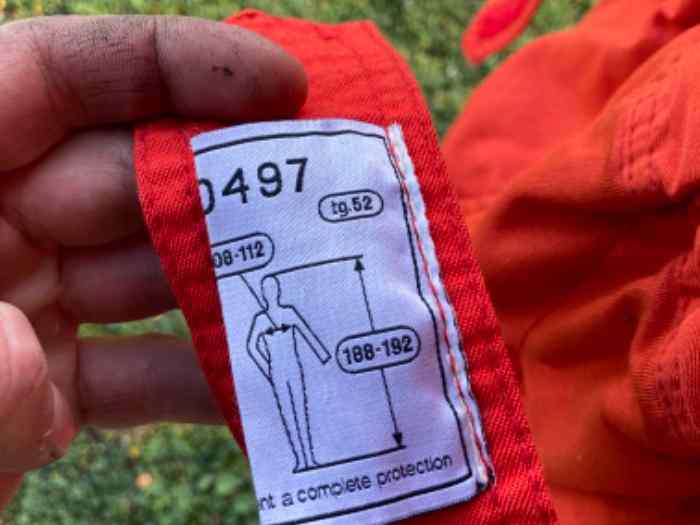 0497
tg.52
08-112
188-192
nt a complete protection